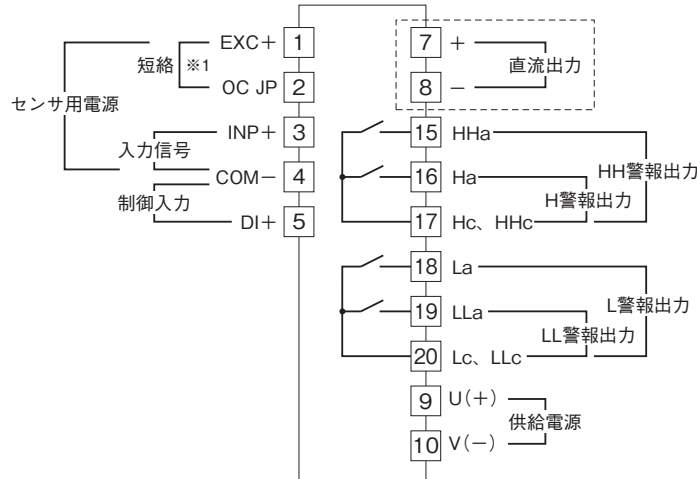 EXC+ 1
短絡 ※1
OC JP 2
センサ用電源
INP+ 3
入力信号
COM− 4
制御入力
DI+ 5
7 +
直流出力
8 −
15 HHa
HH警報出力
16 Ha
H警報出力
17 Hc、HHc
18 La
L警報出力
19 LLa
LL警報出力
20 Lc、LLc
9 U(+)
供給電源
10 V(−)